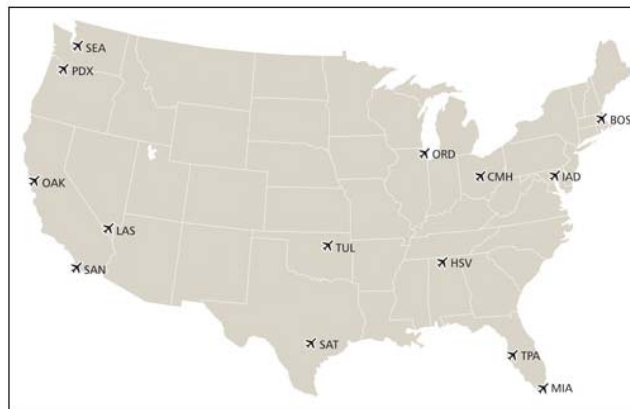 SEA
PDX
BOS
ORD
CMH
IAD
OAK
LAS
TUL
HSV
SAN
SAT
TPA
MIA